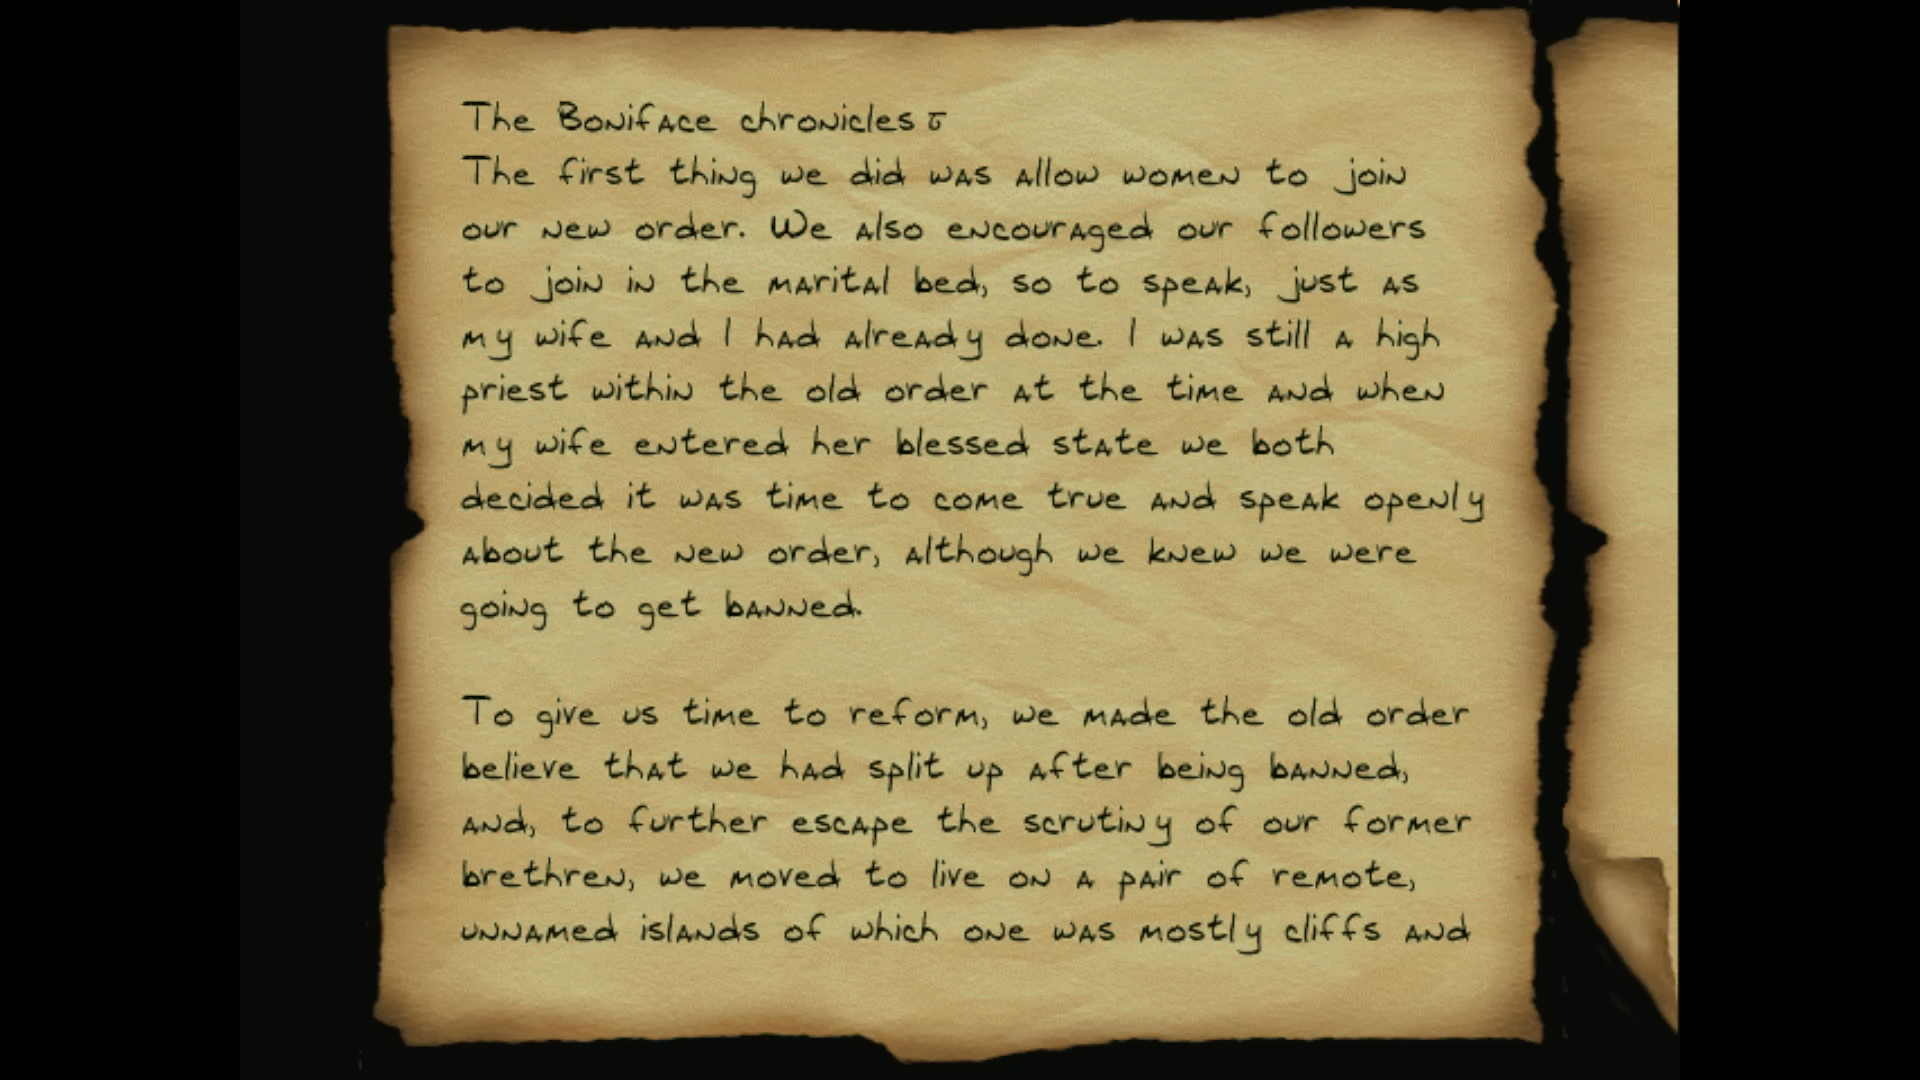 The Boniface chronicles σ
The first thing we did was allow women to join
our new order. We also encouraged our followers
to join in the marital bed, so to speak, just as
my wife and I had already done. I was still a high
priest within the old order at the time and when
my wife entered her blessed state we both
decided it was time to come true and speak openly
about the new order, although we knew we were
going to get banned.
To give us time to reform, we made the old order
believe that we had split up after being banned,
and, to further escape the scrutiny of our former
brethren, we moved to live on a pair of remote,
unnamed islands of which one was mostly cliffs and